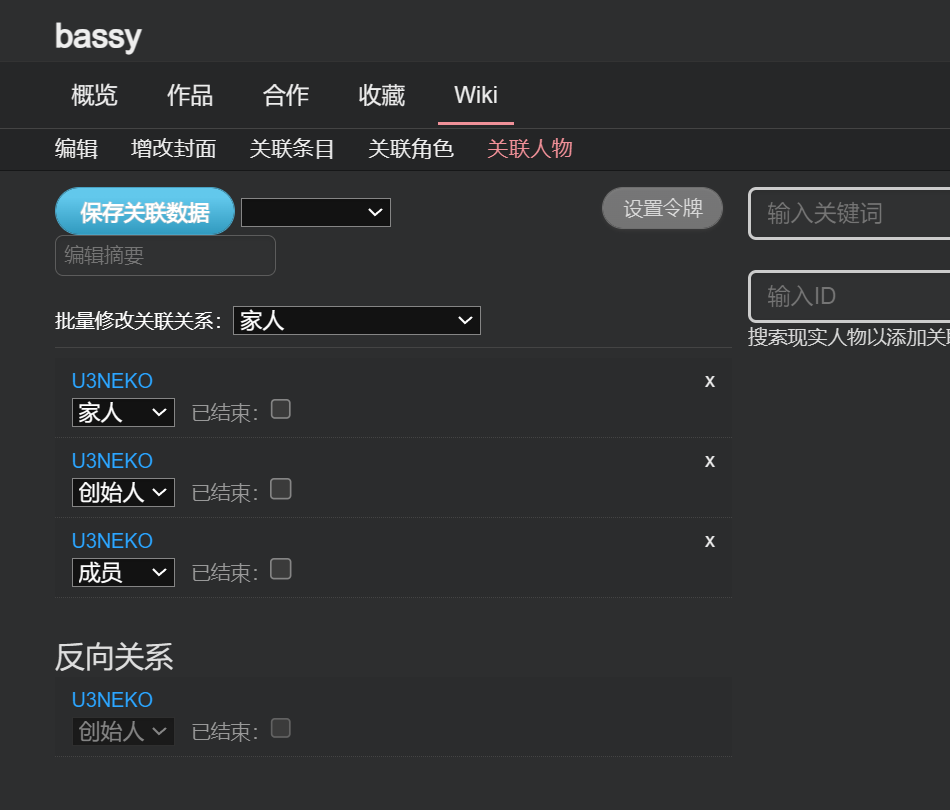 bassy
概览 作品 合作 收藏 Wiki
编辑 增改封面 关联条目 关联角色 关联人物
保存关联数据 设置令牌 输入关键词
编辑摘要
输入ID
批量修改关联关系: 家人
搜索现实人物以添加关联
U3NEKO x
家人 已结束:
U3NEKO x
创始人 已结束:
U3NEKO x
成员 已结束:
反向关系
U3NEKO
创始人 已结束: